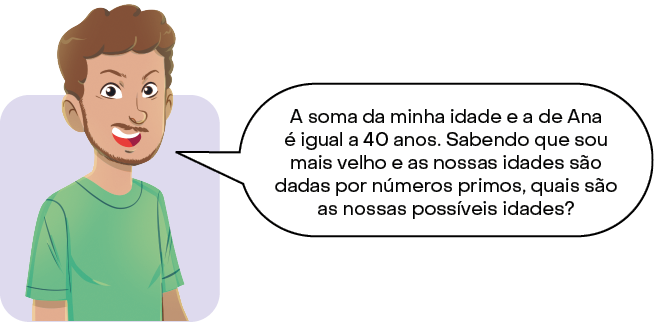 A soma da minha idade e a de Ana
é igual a 40 anos. Sabendo que sou
mais velho e as nossas idades são
dadas por números primos, quais são
as nossas possíveis idades?